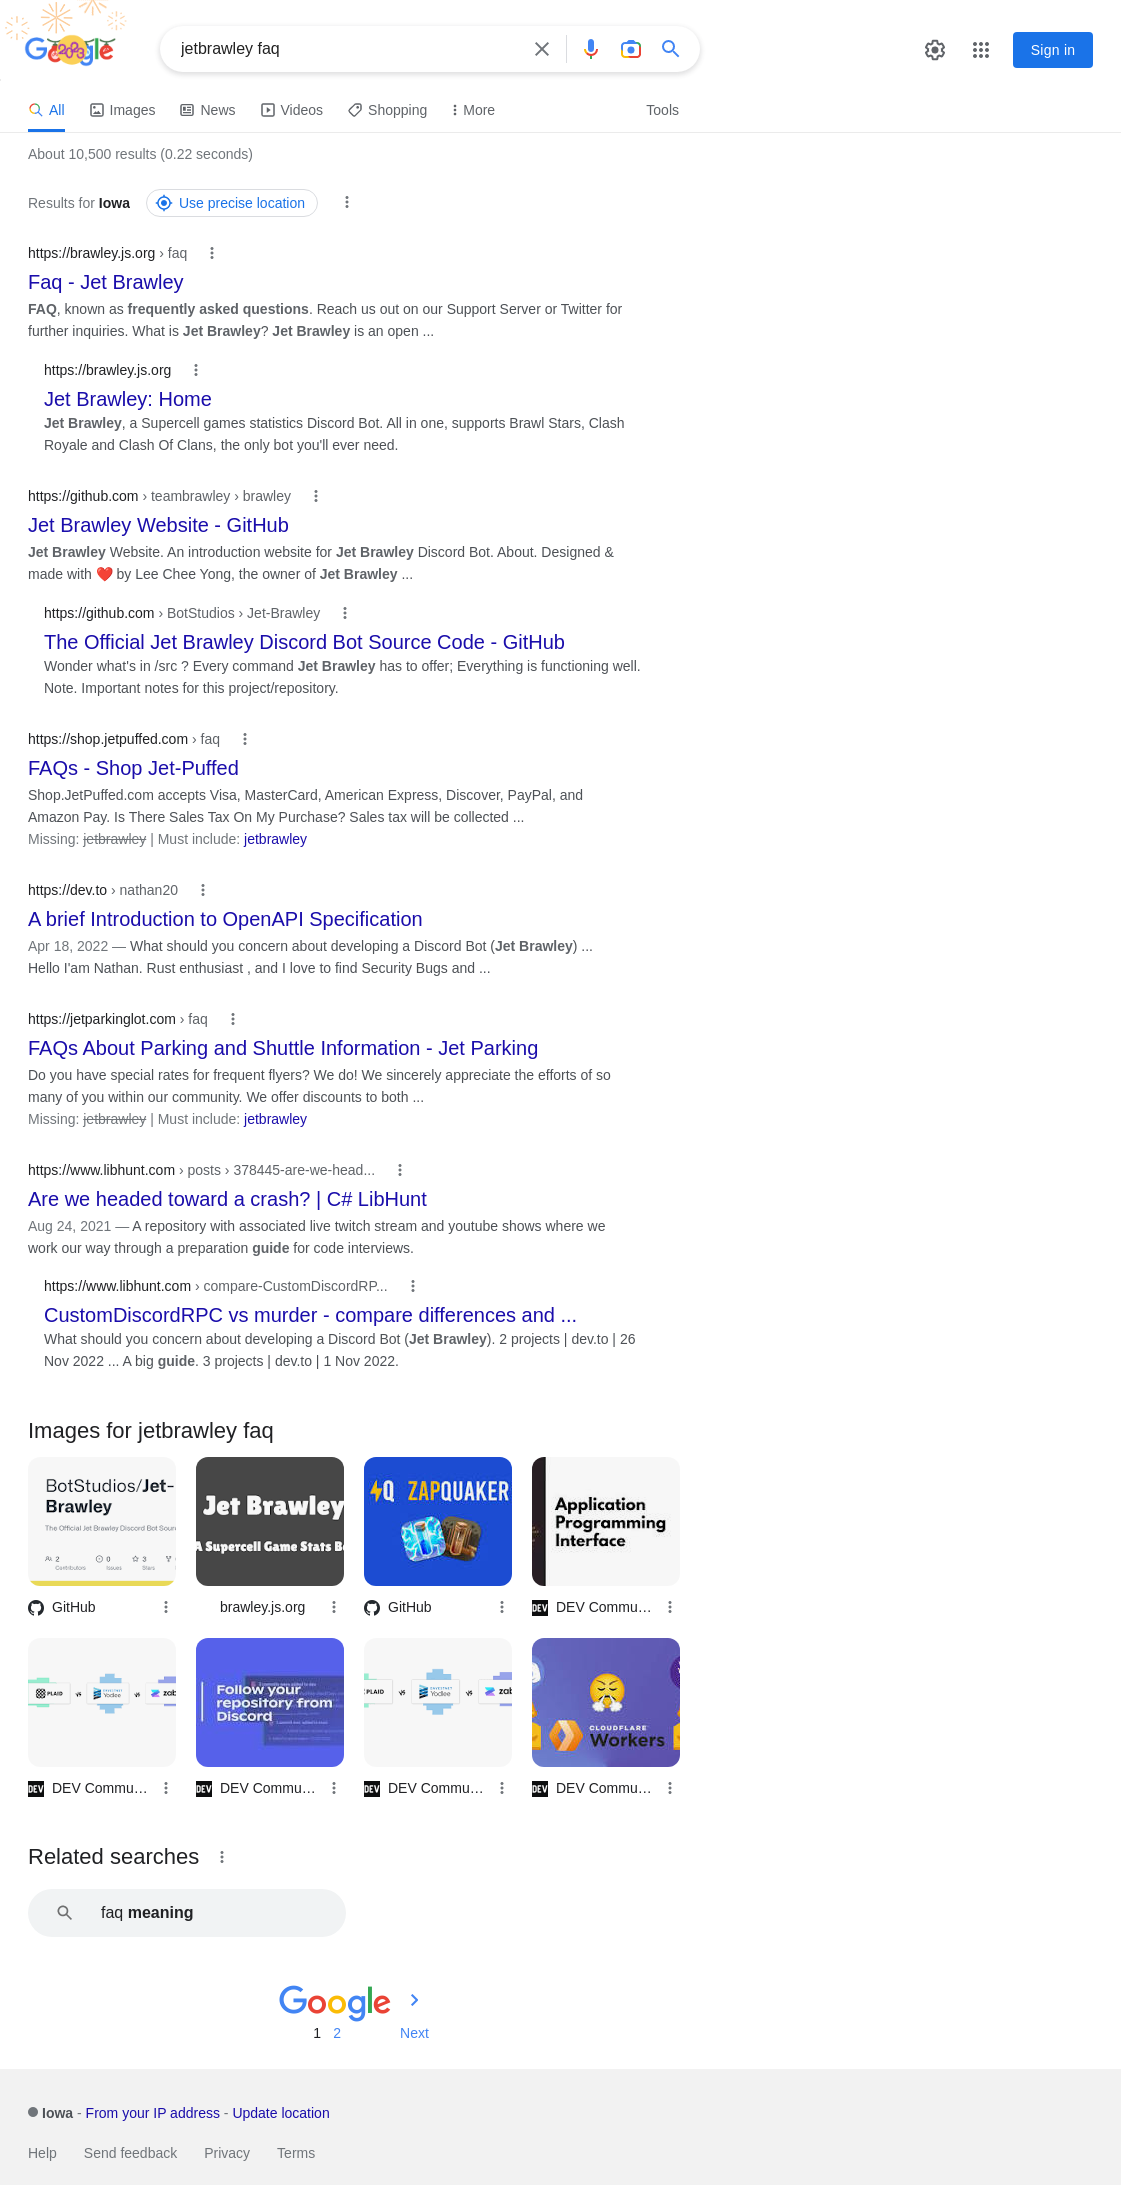 Google
jetbrawley faq
Sign in
All Images News Videos Shopping More Tools
About 10,500 results (0.22 seconds)
Results for Iowa Use precise location
https://brawley.js.org › faq
Faq - Jet Brawley
FAQ, known as frequently asked questions. Reach us out on our Support Server or Twitter for
further inquiries. What is Jet Brawley? Jet Brawley is an open ...
https://brawley.js.org
Jet Brawley: Home
Jet Brawley, a Supercell games statistics Discord Bot. All in one, supports Brawl Stars, Clash
Royale and Clash Of Clans, the only bot you'll ever need.
https://github.com › teambrawley › brawley
Jet Brawley Website - GitHub
Jet Brawley Website. An introduction website for Jet Brawley Discord Bot. About. Designed &
made with ❤️ by Lee Chee Yong, the owner of Jet Brawley ...
https://github.com › BotStudios › Jet-Brawley
The Official Jet Brawley Discord Bot Source Code - GitHub
Wonder what's in /src ? Every command Jet Brawley has to offer; Everything is functioning well.
Note. Important notes for this project/repository.
https://shop.jetpuffed.com › faq
FAQs - Shop Jet-Puffed
Shop.JetPuffed.com accepts Visa, MasterCard, American Express, Discover, PayPal, and
Amazon Pay. Is There Sales Tax On My Purchase? Sales tax will be collected ...
Missing: jetbrawley | Must include: jetbrawley
https://dev.to › nathan20
A brief Introduction to OpenAPI Specification
Apr 18, 2022 — What should you concern about developing a Discord Bot (Jet Brawley) ...
Hello I'am Nathan. Rust enthusiast , and I love to find Security Bugs and ...
https://jetparkinglot.com › faq
FAQs About Parking and Shuttle Information - Jet Parking
Do you have special rates for frequent flyers? We do! We sincerely appreciate the efforts of so
many of you within our community. We offer discounts to both ...
Missing: jetbrawley | Must include: jetbrawley
https://www.libhunt.com › posts › 378445-are-we-head...
Are we headed toward a crash? | C# LibHunt
Aug 24, 2021 — A repository with associated live twitch stream and youtube shows where we
work our way through a preparation guide for code interviews.
https://www.libhunt.com › compare-CustomDiscordRP...
CustomDiscordRPC vs murder - compare differences and ...
What should you concern about developing a Discord Bot (Jet Brawley). 2 projects | dev.to | 26
Nov 2022 ... A big guide. 3 projects | dev.to | 1 Nov 2022.
Images for jetbrawley faq
BotStudios/Jet-
Brawley
The Official Jet Brawley Discord Bot Sour
2 0 3
Contributors Issues Stars
Jet Brawley
A Supercell Game Stats Bo
Q ZAPQUAKER
Application
Programming
Interface
GitHub
brawley.js.org
GitHub
DEV DEV Commu...
PLAID vs Yodlee vs zab
Follow your
repository from
Discord
PLAID vs Yodlee vs zab
CLOUDFLARE
Workers
DEV DEV Commu...
DEV DEV Commu...
DEV DEV Commu...
DEV DEV Commu...
Related searches
faq meaning
Google
1 2 Next
Iowa - From your IP address - Update location
Help Send feedback Privacy Terms